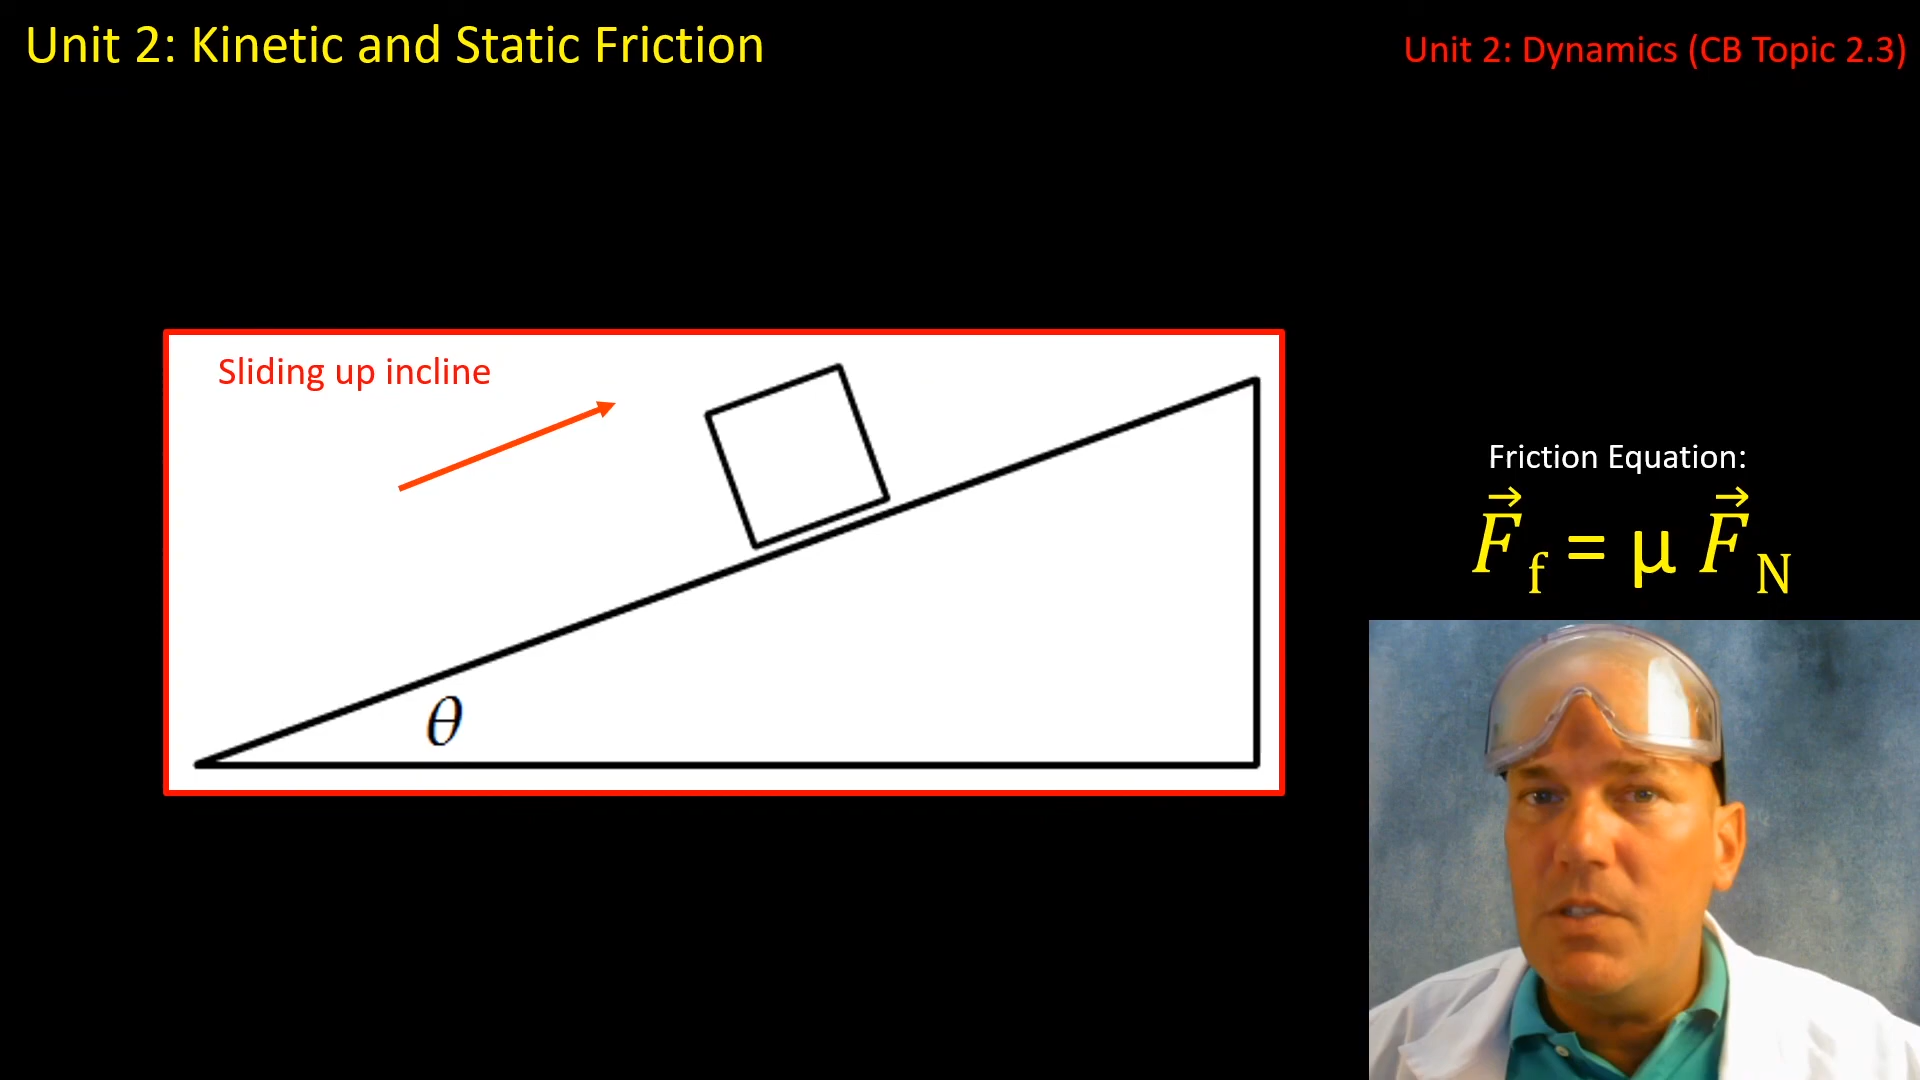 Unit 2: Kinetic and Static Friction
Unit 2: Dynamics (CB Topic 2.3)
Sliding up incline
θ
Friction Equation:
F⃗ f = μ F⃗ N